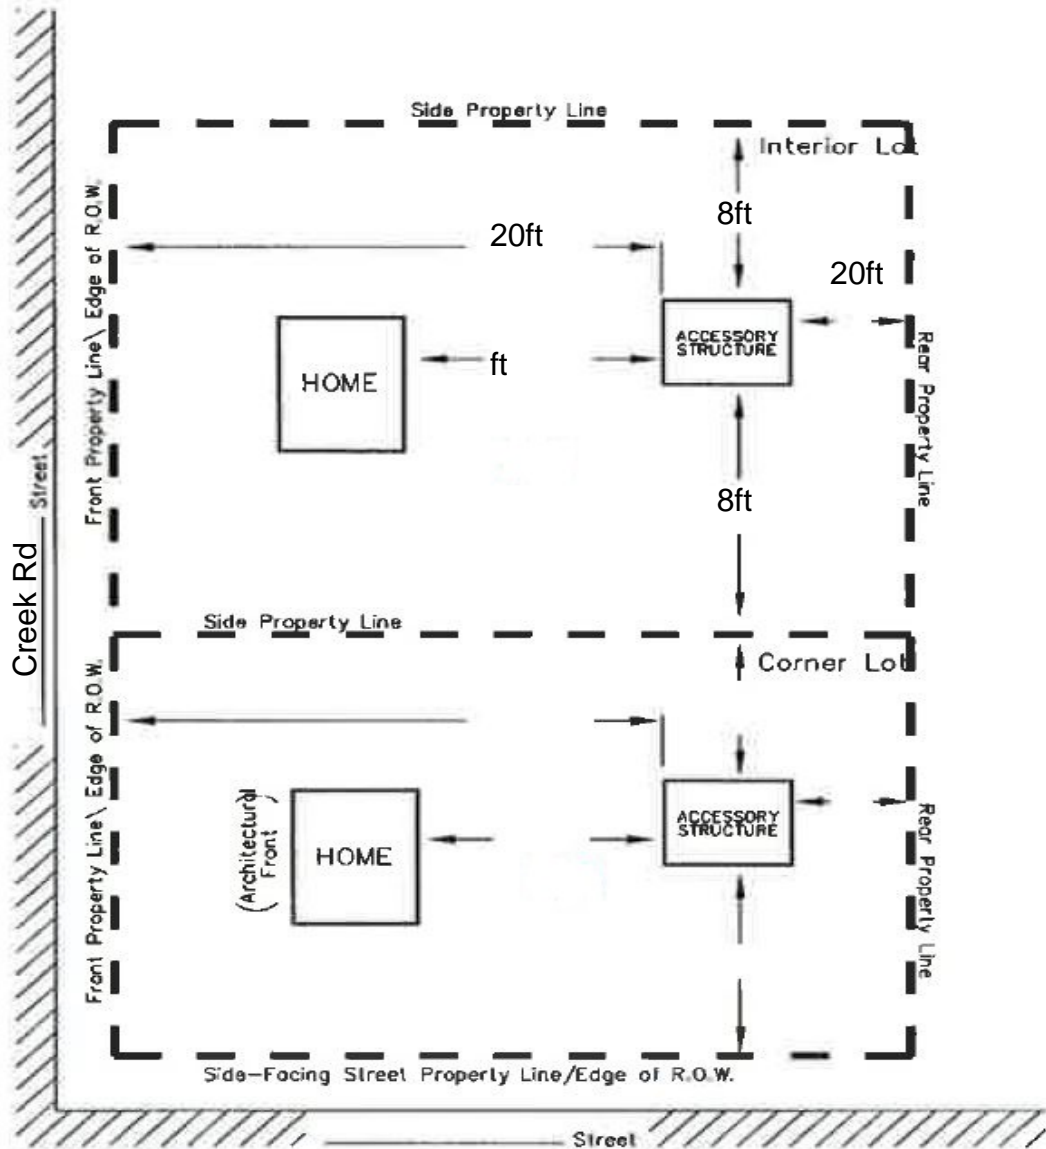 Side Property Line
Interior Lot
8ft
20ft
20ft
Front Property Line\ Edge of R.O.W.
ACCESSORY
STRUCTURE
HOME
ft
Rear Property Line
8ft
Creek Rd
Street
Side Property Line
Corner Lot
Front Property Line\ Edge of R.O.W.
(Architectural
Front)
HOME
ACCESSORY
STRUCTURE
Rear Property Line
Side-Facing Street Property Line/Edge of R.O.W.
Street